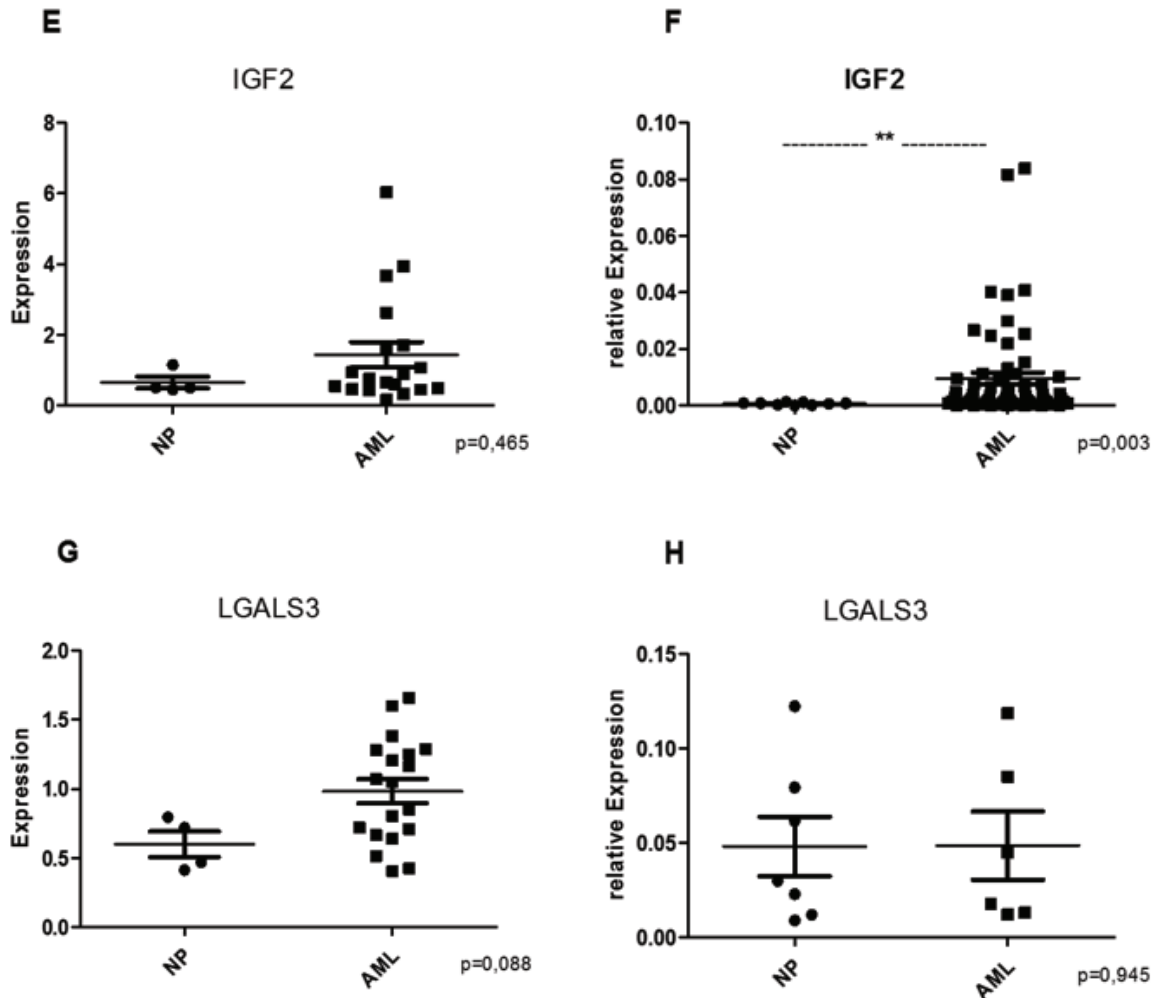 E
IGF2
Expression
8
6
4
2
0
NP
AML
p=0,465
F
IGF2
relative Expression
0.10
0.08
0.06
0.04
0.02
0.00
**
NP
AML
p=0,003
G
LGALS3
Expression
2.0
1.5
1.0
0.5
0.0
NP
AML
p=0,088
H
LGALS3
relative Expression
0.15
0.10
0.05
0.00
NP
AML
p=0,945